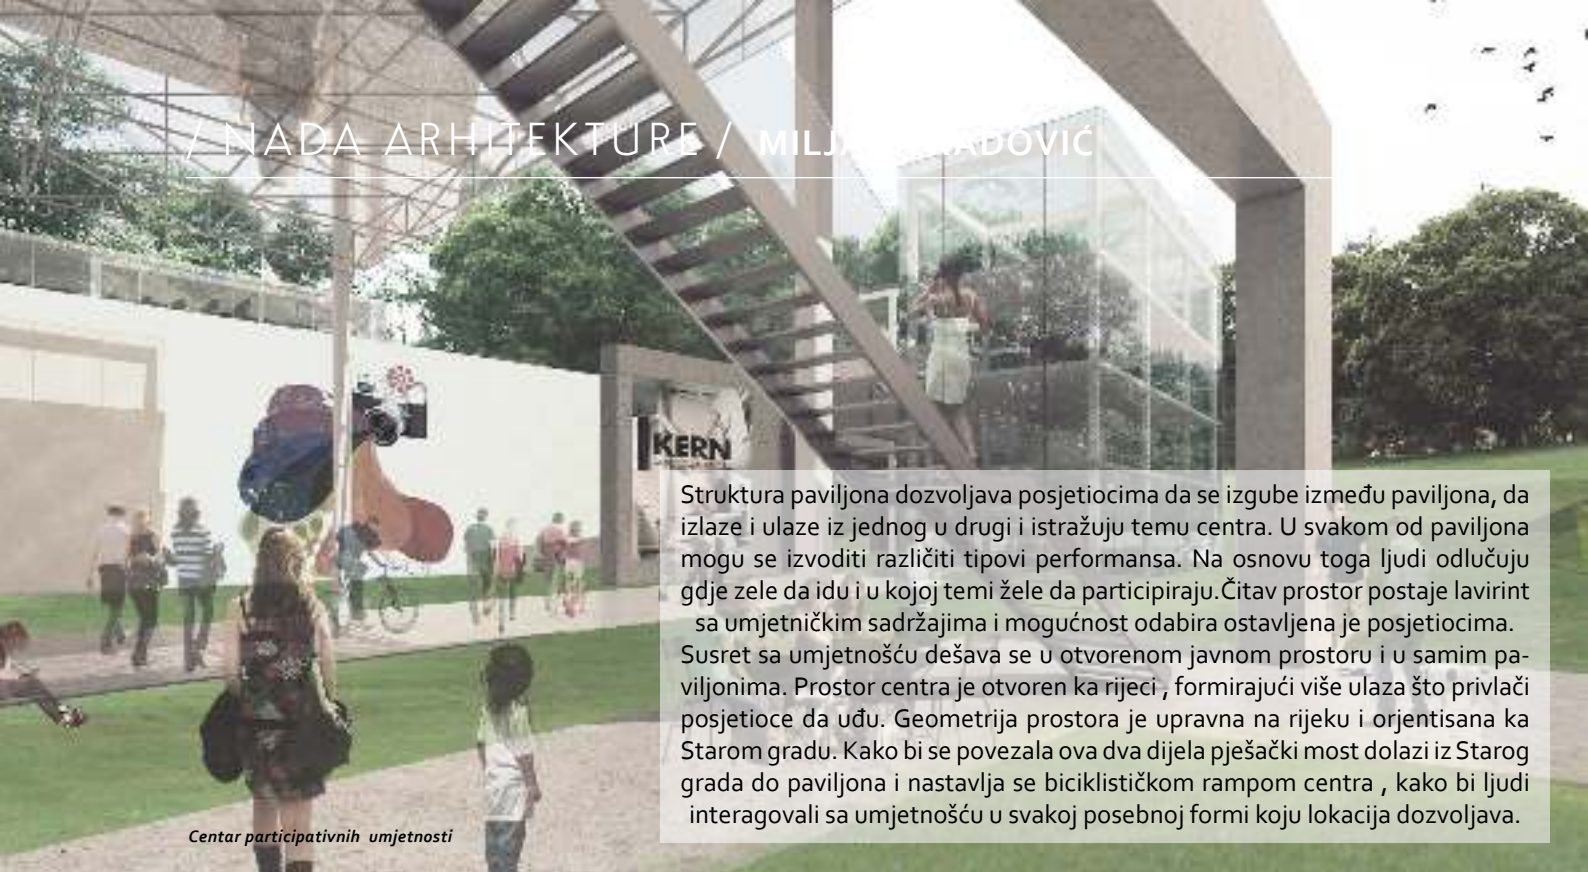 / NADA ARHITEKTURE /
KERN
Struktura paviljona dozvoljava posjetiocima da se izgube između paviljona, da
izlaze i ulaze iz jednog u drugi i istražuju temu centra. U svakom od paviljona
mogu se izvoditi različiti tipovi performansa. Na osnovu toga ljudi odlučuju
gdje zele da idu i u kojoj temi žele da participiraju.Čitav prostor postaje lavirint
sa umjetničkim sadržajima i mogućnost odabira ostavljena je posjetiocima.
Susret sa umjetnošću dešava se u otvorenom javnom prostoru i u samim pa-
viljonima. Prostor centra je otvoren ka rijeci , formirajući više ulaza što privlači
posjetioce da uđu. Geometrija prostora je upravna na rijeku i orjentisana ka
Starom gradu. Kako bi se povezala ova dva dijela pješački most dolazi iz Starog
grada do paviljona i nastavlja se biciklističkom rampom centra , kako bi ljudi
interagovali sa umjetnošću u svakoj posebnoj formi koju lokacija dozvoljava.
Centar participativnih umjetnosti